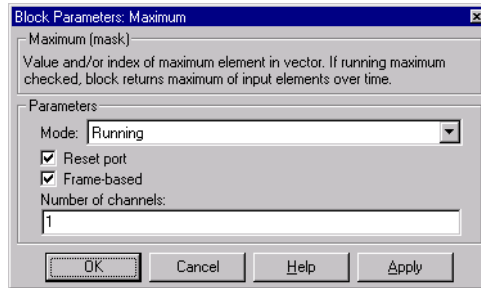 Block Parameters: Maximum
Maximum (mask)
Value and/or index of maximum element in vector. If running maximum
checked, block returns maximum of input elements over time.
Parameters
Mode: Running
Reset port
Frame-based
Number of channels:
1
OK Cancel Help Apply